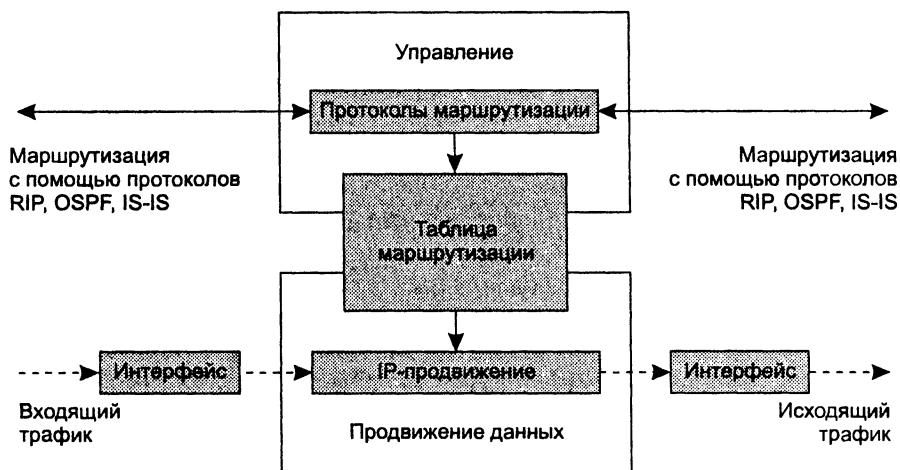 Управление
Протоколы маршрутизации
Маршрутизация
с помощью протоколов
RIP, OSPF, IS-IS
Маршрутизация
с помощью протоколов
RIP, OSPF, IS-IS
Таблица
маршрутизации
Интерфейс
IP-продвижение
Интерфейс
Входящий
трафик
Продвижение данных
Исходящий
трафик